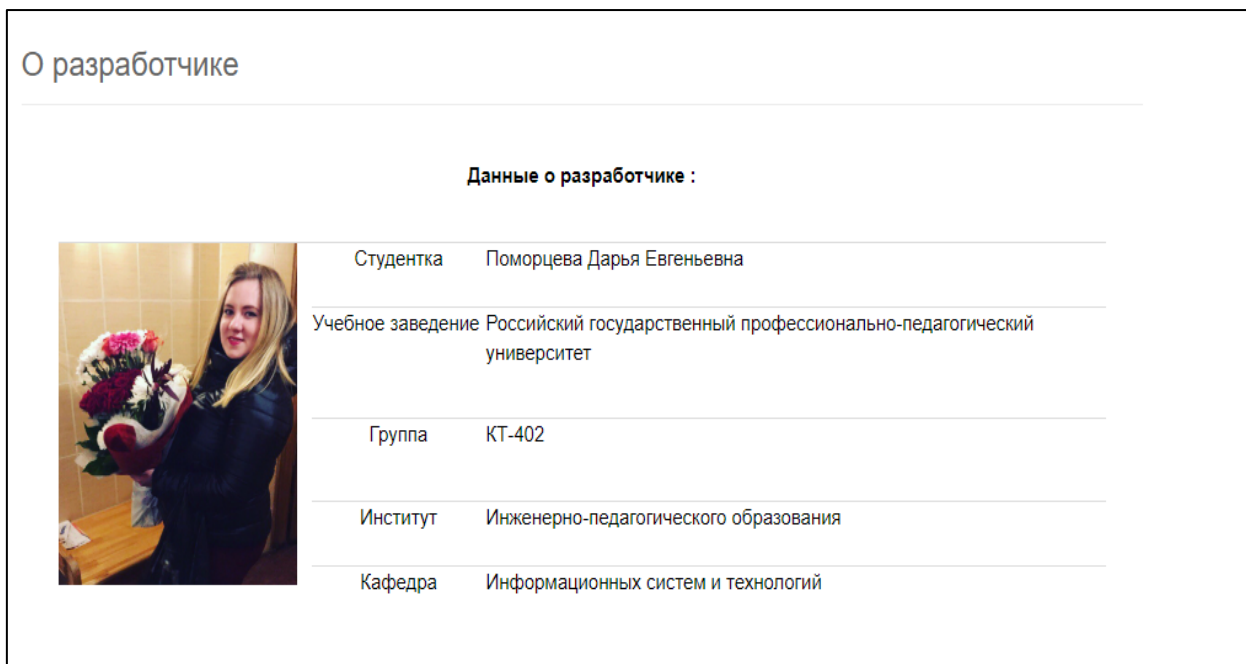 О разработчике
Данные о разработчике :
Студентка Поморцева Дарья Евгеньевна
Учебное заведение Российский государственный профессионально-педагогический
университет
Группа КТ-402
Институт Инженерно-педагогического образования
Кафедра Информационных систем и технологий